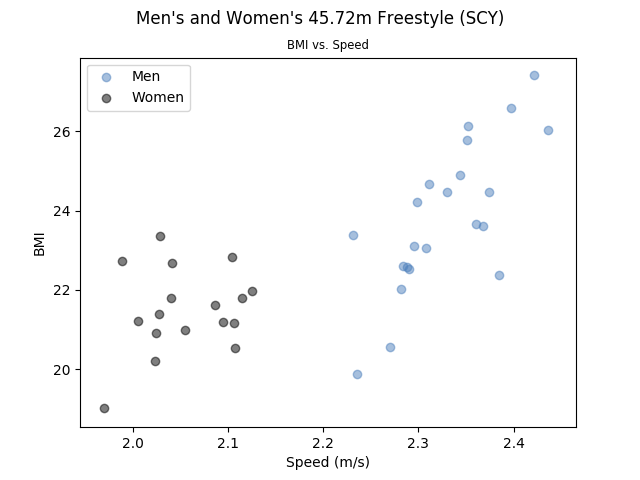 Men's and Women's 45.72m Freestyle (SCY)
BMI vs. Speed
Men
Women
26
24
22
20
BMI
2.0 2.1 2.2 2.3 2.4
Speed (m/s)